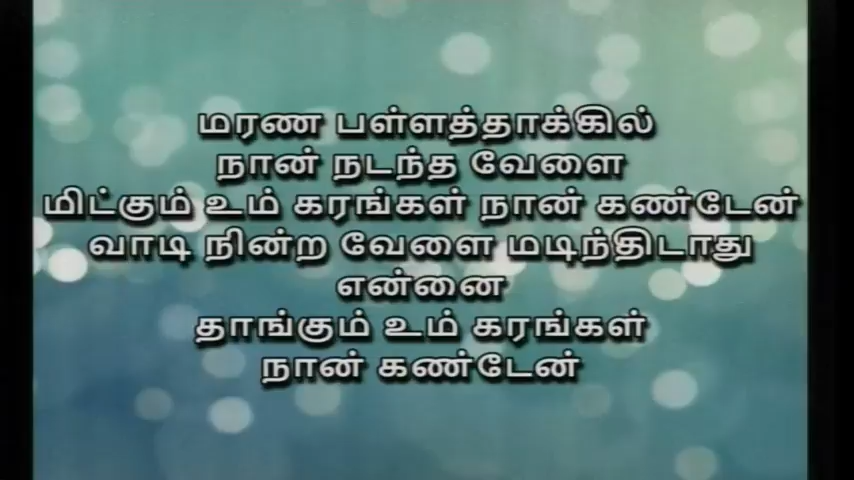 மரண பள்ளத்தாக்கில்
நான் நடந்த வேளை
மிட்கும் உம் கரங்கள் நான் கண்டேன்
வாடி நின்ற வேளை மடிந்திடாது
என்னை
தாங்கும் உம் கரங்கள்
நான் கண்டேன்